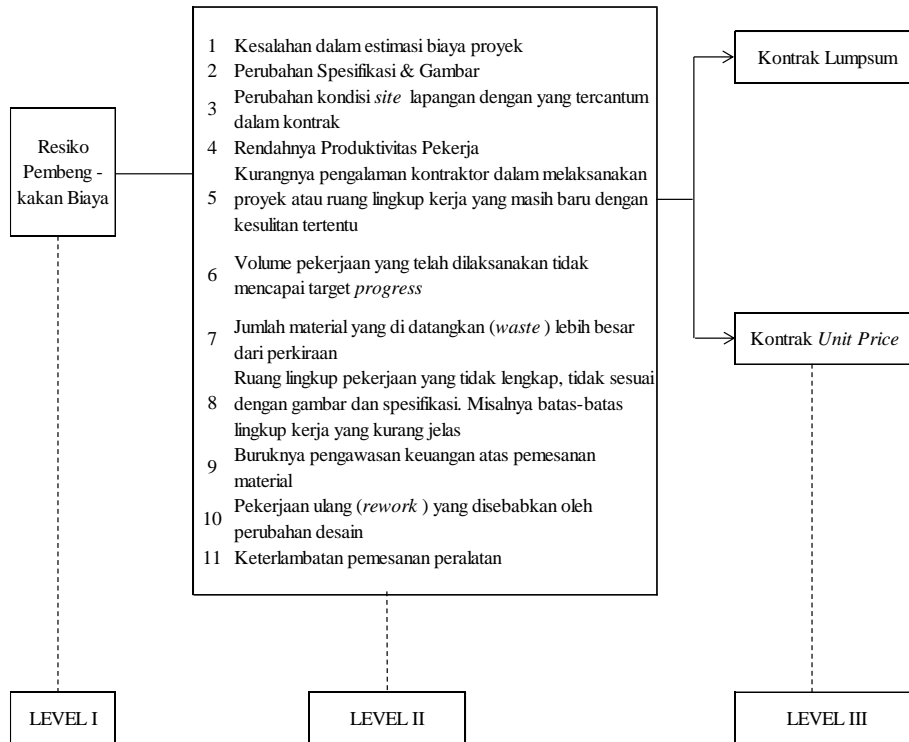 Resiko
Pembeng -
kakan Biaya
1 Kesalahan dalam estimasi biaya proyek
2 Perubahan Spesifikasi & Gambar
3 Perubahan kondisi site lapangan dengan yang tercantum
dalam kontrak
4 Rendahnya Produktivitas Pekerja
Kurangnya pengalaman kontraktor dalam melaksanakan
5 proyek atau ruang lingkup kerja yang masih baru dengan
kesulitan tertentu
6 Volume pekerjaan yang telah dilaksanakan tidak
mencapai target progress
7 Jumlah material yang di datangkan (waste ) lebih besar
dari perkiraan
Ruang lingkup pekerjaan yang tidak lengkap, tidak sesuai
8 dengan gambar dan spesifikasi. Misalnya batas-batas
lingkup kerja yang kurang jelas
9 Buruknya pengawasan keuangan atas pemesanan
material
10 Pekerjaan ulang (rework ) yang disebabkan oleh
perubahan desain
11 Keterlambatan pemesanan peralatan
Kontrak Lumpsum
Kontrak Unit Price
LEVEL I
LEVEL II
LEVEL III